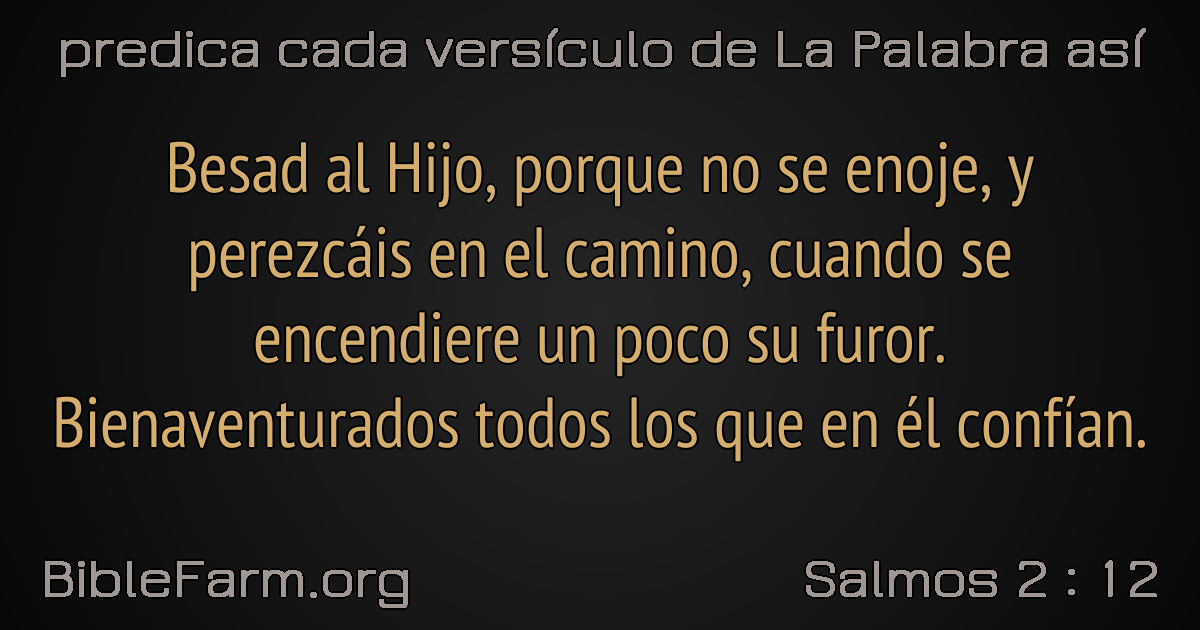 predica cada versículo de La Palabra así
Besad al Hijo, porque no se enoje, y
perezcáis en el camino, cuando se
encendiere un poco su furor.
Bienaventurados todos los que en él confían.
BibleFarm.org
Salmos 2 : 12